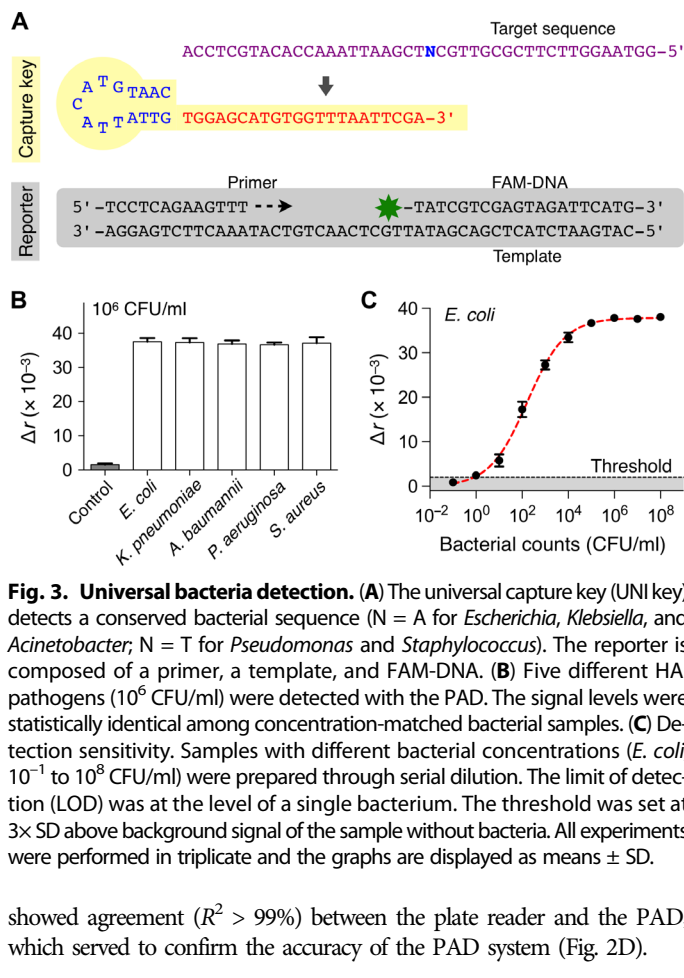 A
Target sequence
ACCTCGTACACCAAATTAAGCTNCGTTGCGCTTCTTGGAATGG–5'
Capture key
C A T G TAAC
A T T ATTG TGGAGCATGTGGTTTAATTCGA–3'
Reporter
Primer FAM-DNA
5' –TCCTCAGAAGTTT –TATCGTCGAGTAGATTCATG–3'
3' –AGGAGTCTTCAAATACTGTCAACTCGTTATAGCAGCTCATCTAAGTAC–5'
Template
B
10⁶ CFU/ml
Δr (× 10⁻³)
40
30
20
10
0
Control
E. coli
K. pneumoniae
A. baumannii
P. aeruginosa
S. aureus
C
E. coli
Δr (× 10⁻³)
40
30
20
10
0
Threshold
10⁻² 10⁰ 10² 10⁴ 10⁶ 10⁸
Bacterial counts (CFU/ml)
Fig. 3. Universal bacteria detection. (A) The universal capture key (UNI key)
detects a conserved bacterial sequence (N = A for Escherichia, Klebsiella, and
Acinetobacter; N = T for Pseudomonas and Staphylococcus). The reporter is
composed of a primer, a template, and FAM-DNA. (B) Five different HA
pathogens (10⁶ CFU/ml) were detected with the PAD. The signal levels were
statistically identical among concentration-matched bacterial samples. (C) De-
tection sensitivity. Samples with different bacterial concentrations (E. coli
10⁻¹ to 10⁸ CFU/ml) were prepared through serial dilution. The limit of detec-
tion (LOD) was at the level of a single bacterium. The threshold was set at
3× SD above background signal of the sample without bacteria. All experiments
were performed in triplicate and the graphs are displayed as means ± SD.
showed agreement (R² > 99%) between the plate reader and the PAD,
which served to confirm the accuracy of the PAD system (Fig. 2D).